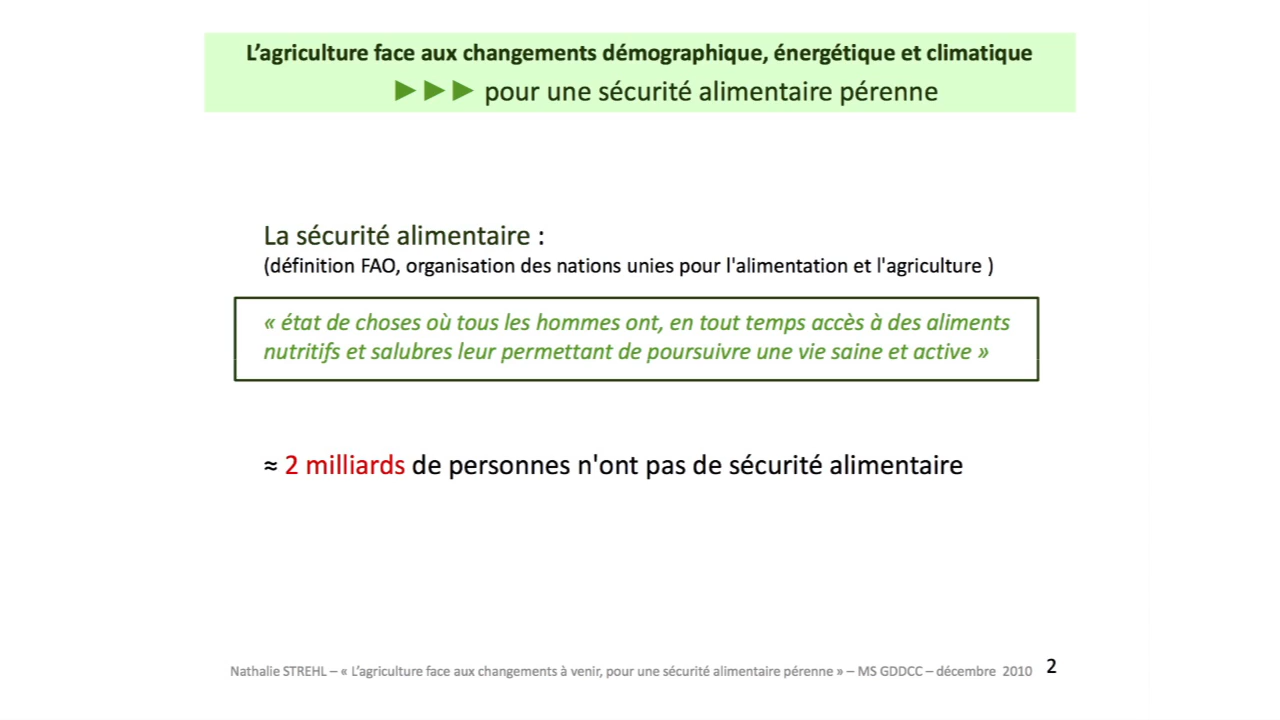 L’agriculture face aux changements démographique, énergétique et climatique
►►► pour une sécurité alimentaire pérenne
La sécurité alimentaire :
(définition FAO, organisation des nations unies pour l'alimentation et l'agriculture )
« état de choses où tous les hommes ont, en tout temps accès à des aliments
nutritifs et salubres leur permettant de poursuivre une vie saine et active »
≈ 2 milliards de personnes n'ont pas de sécurité alimentaire
Nathalie STREHL – « L’agriculture face aux changements à venir, pour une sécurité alimentaire pérenne » – MS GDDCC – décembre 2010 2